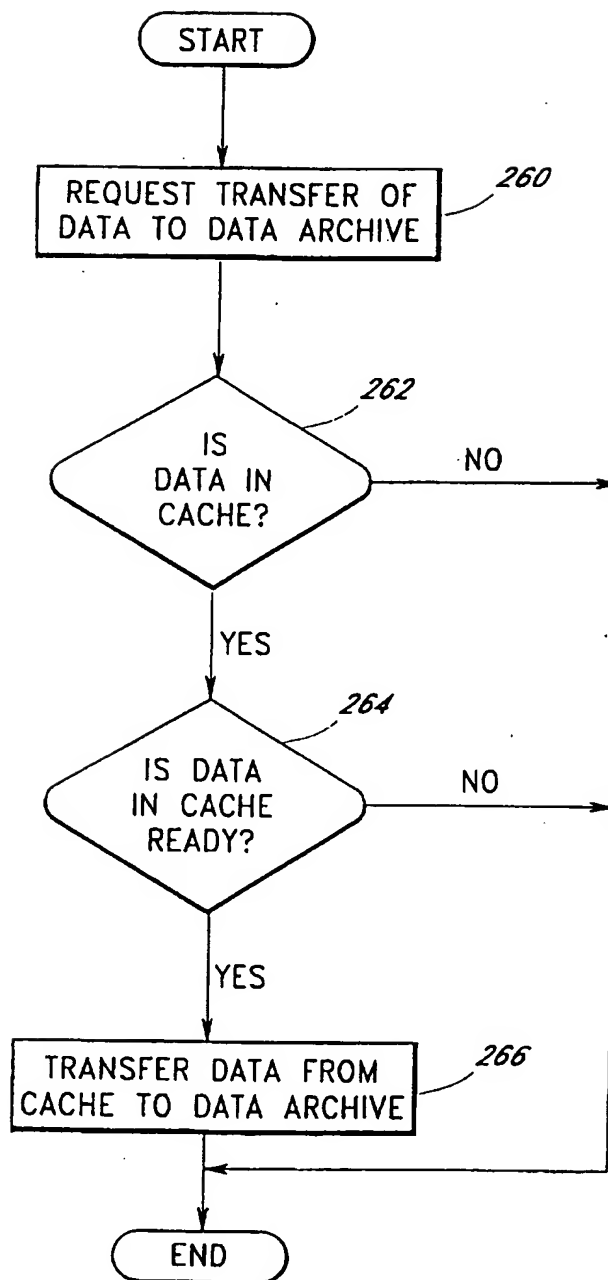 START
REQUEST TRANSFER OF
DATA TO DATA ARCHIVE
260
IS
DATA IN
CACHE?
262
NO
YES
IS DATA
IN CACHE
READY?
264
NO
YES
TRANSFER DATA FROM
CACHE TO DATA ARCHIVE
266
END